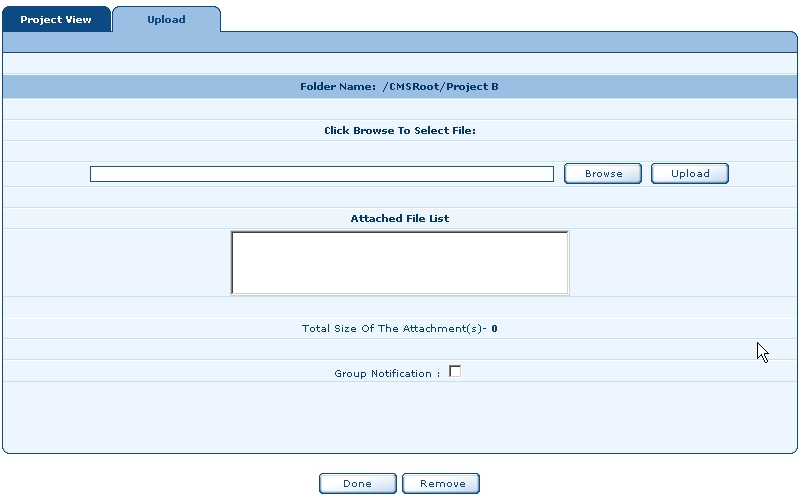 Project View
Upload
Folder Name: /CMSRoot/Project B
Click Browse To Select File:
Browse
Upload
Attached File List
Total Size Of The Attachment(s)- 0
Group Notification :
Done
Remove